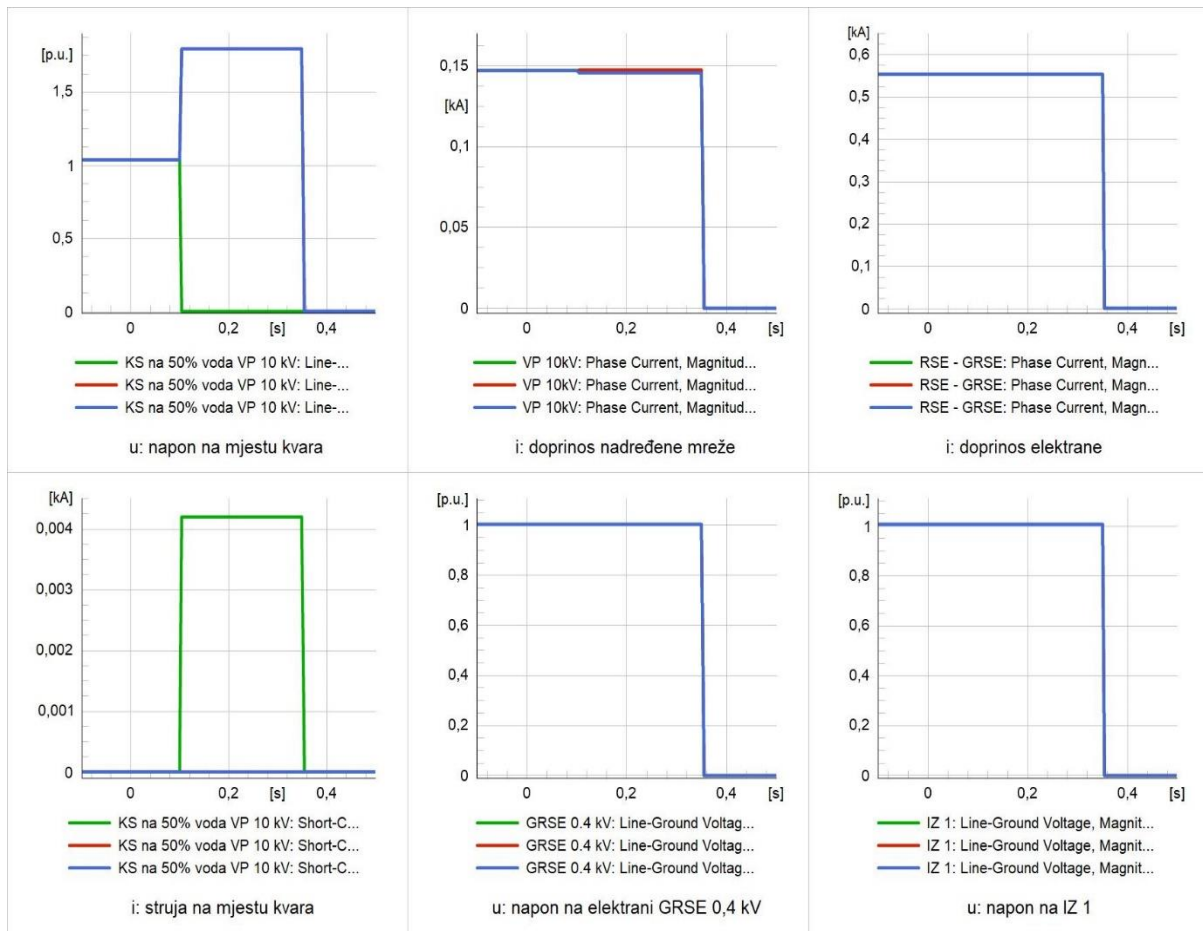 [p.u.]
1,5
1
0,5
0
0 0,2 [s] 0,4
KS na 50% voda VP 10 kV: Line-...
KS na 50% voda VP 10 kV: Line-...
KS na 50% voda VP 10 kV: Line-...
u: napon na mjestu kvara
0,15
[kA]
0,1
0,05
0
0 0,2 0,4 [s]
VP 10kV: Phase Current, Magnitud...
VP 10kV: Phase Current, Magnitud...
VP 10kV: Phase Current, Magnitud...
i: doprinos nadređene mreže
[kA]
0,6
0,5
0,4
0,3
0,2
0,1
0
0 0,2 0,4 [s]
RSE - GRSE: Phase Current, Magn...
RSE - GRSE: Phase Current, Magn...
RSE - GRSE: Phase Current, Magn...
i: doprinos elektrane
[kA]
0,004
0,003
0,002
0,001
0
0 0,2 [s] 0,4
KS na 50% voda VP 10 kV: Short-C...
KS na 50% voda VP 10 kV: Short-C...
KS na 50% voda VP 10 kV: Short-C...
i: struja na mjestu kvara
[p.u.]
1
0,8
0,6
0,4
0,2
0
0 0,2 0,4 [s]
GRSE 0.4 kV: Line-Ground Voltag...
GRSE 0.4 kV: Line-Ground Voltag...
GRSE 0.4 kV: Line-Ground Voltag...
u: napon na elektrani GRSE 0,4 kV
[p.u.]
1
0,8
0,6
0,4
0,2
0
0 0,2 0,4 [s]
IZ 1: Line-Ground Voltage, Magnit...
IZ 1: Line-Ground Voltage, Magnit...
IZ 1: Line-Ground Voltage, Magnit...
u: napon na IZ 1